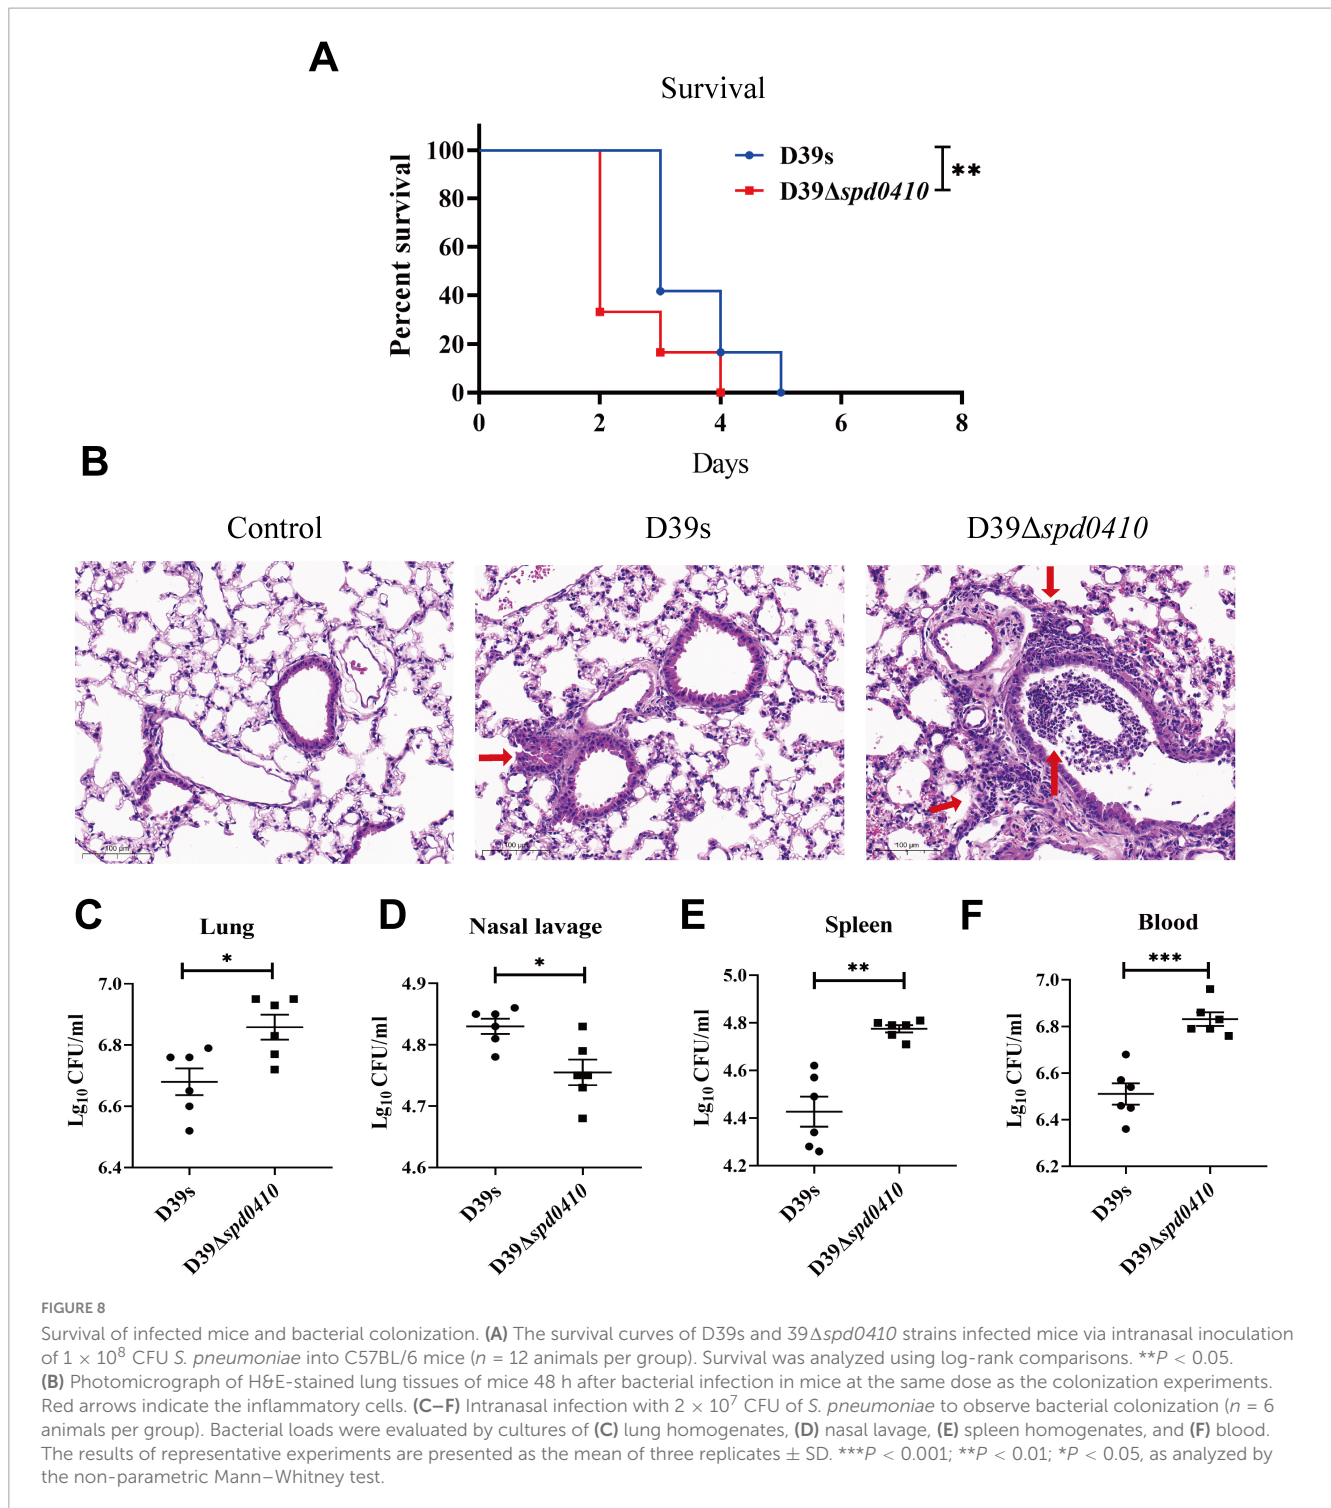 A
Survival
Percent survival
100
80
60
40
20
0
0 2 4 6 8
Days
D39s
D39Δspd0410
**
B
Control D39s D39Δspd0410
100 μm 100 μm 100 μm
C
Lung
*
Lg10 CFU/ml
7.0
6.8
6.6
6.4
D39s
D39Δspd0410
D
Nasal lavage
*
Lg10 CFU/ml
4.9
4.8
4.7
4.6
D39s
D39Δspd0410
E
Spleen
**
Lg10 CFU/ml
5.0
4.8
4.6
4.4
4.2
D39s
D39Δspd0410
F
Blood
***
Lg10 CFU/ml
7.0
6.8
6.6
6.4
6.2
D39s
D39Δspd0410
FIGURE 8
Survival of infected mice and bacterial colonization. (A) The survival curves of D39s and 39Δspd0410 strains infected mice via intranasal inoculation
of 1 × 10⁸ CFU S. pneumoniae into C57BL/6 mice (n = 12 animals per group). Survival was analyzed using log-rank comparisons. **P < 0.05.
(B) Photomicrograph of H&E-stained lung tissues of mice 48 h after bacterial infection in mice at the same dose as the colonization experiments.
Red arrows indicate the inflammatory cells. (C–F) Intranasal infection with 2 × 10⁷ CFU of S. pneumoniae to observe bacterial colonization (n = 6
animals per group). Bacterial loads were evaluated by cultures of (C) lung homogenates, (D) nasal lavage, (E) spleen homogenates, and (F) blood.
The results of representative experiments are presented as the mean of three replicates ± SD. ***P < 0.001; **P < 0.01; *P < 0.05, as analyzed by
the non-parametric Mann–Whitney test.